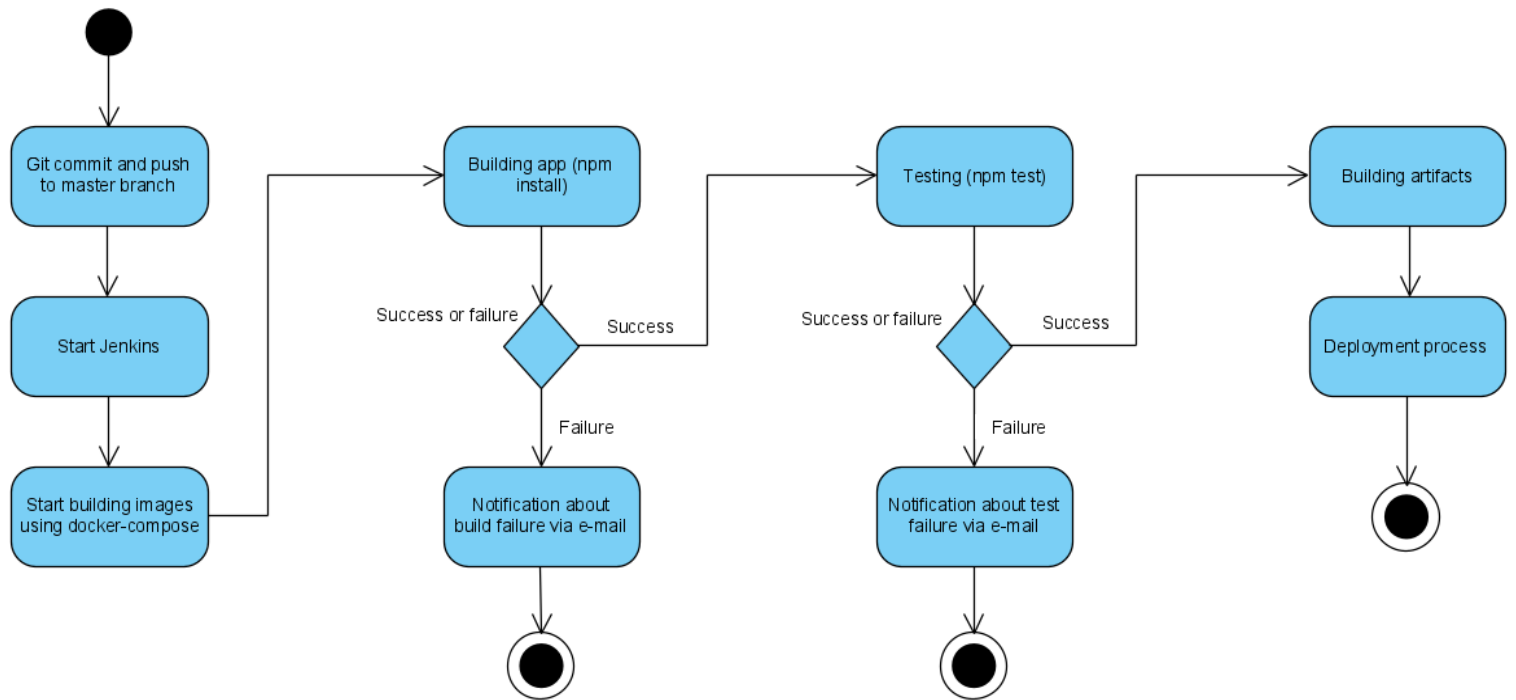 Git commit and push
to master branch
Start Jenkins
Start building images
using docker-compose
Building app (npm
install)
Success or failure
Success
Failure
Notification about
build failure via e-mail
Testing (npm test)
Success or failure
Success
Failure
Notification about test
failure via e-mail
Building artifacts
Deployment process